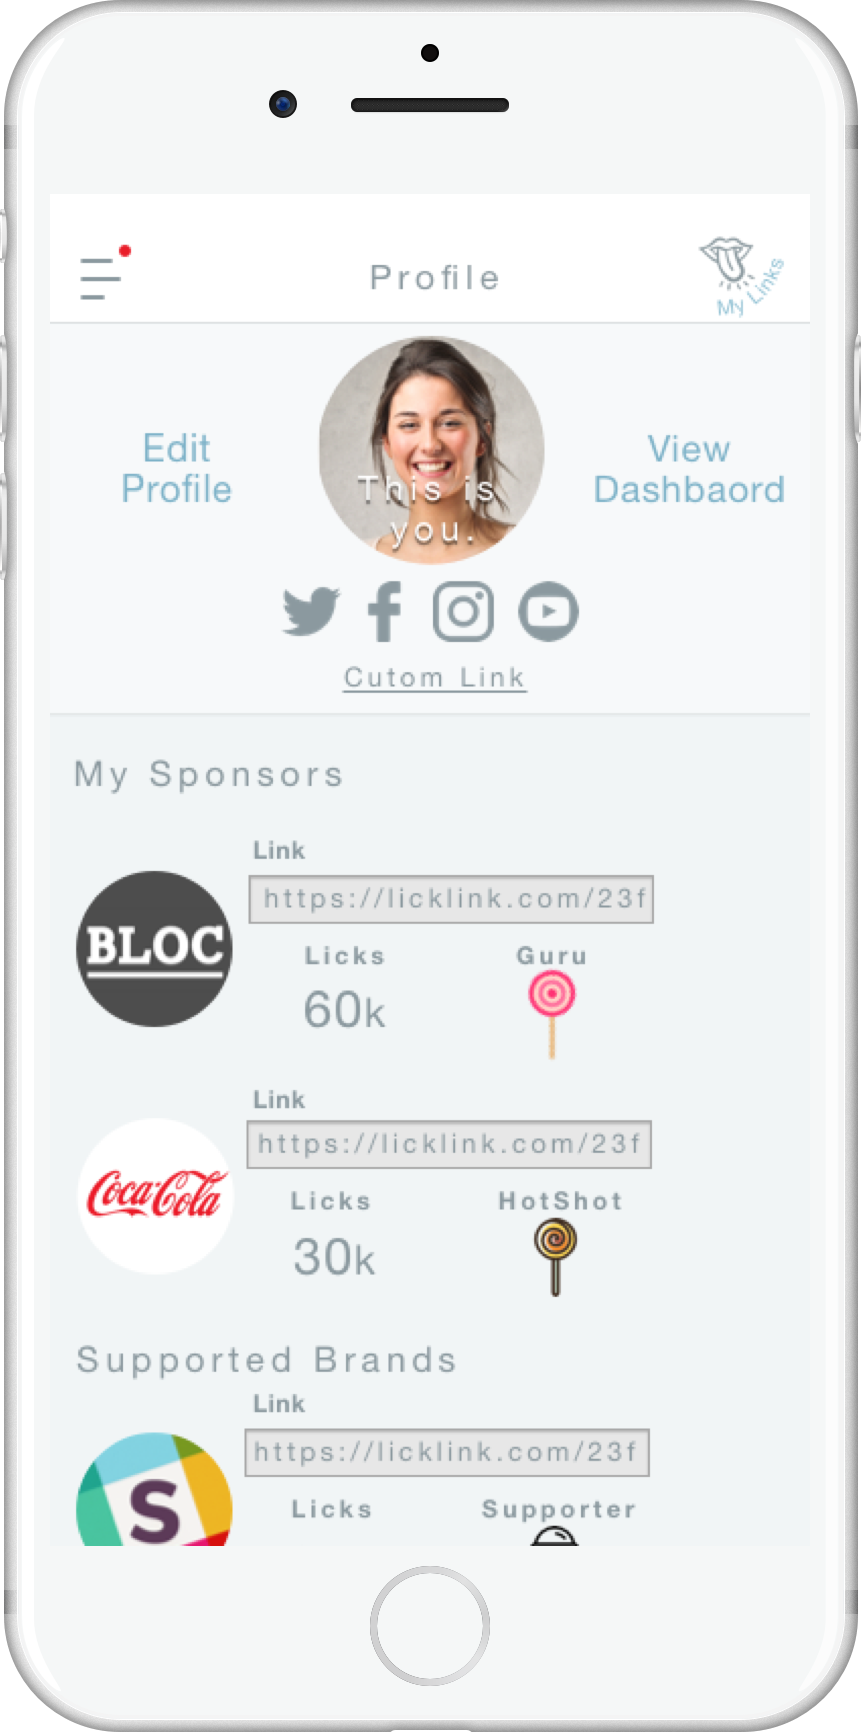 Profile
My Links
Edit
Profile
This is
you.
View
Dashbaord
Cutom Link
My Sponsors
Link
BLOC
https://licklink.com/23f
Licks
Guru
60k
Link
Coca-Cola
https://licklink.com/23f
Licks
HotShot
30k
Supported Brands
Link
https://licklink.com/23f
S
Licks
Supporter